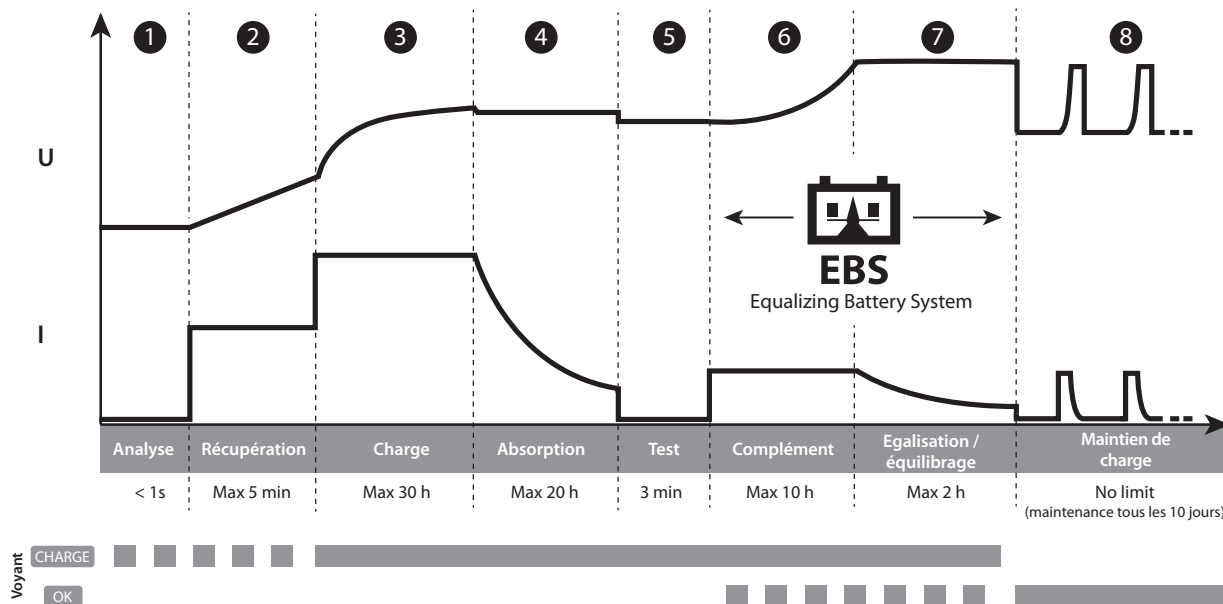 1 2 3 4 5 6 7 8
U
EBS
Equalizing Battery System
I
Analyse Récupération Charge Absorption Test Complément Egalisation / équilibrage Maintien de charge
< 1s Max 5 min Max 30 h Max 20 h 3 min Max 10 h Max 2 h No limit
(maintenance tous les 10 jours)
Voyant
CHARGE
OK